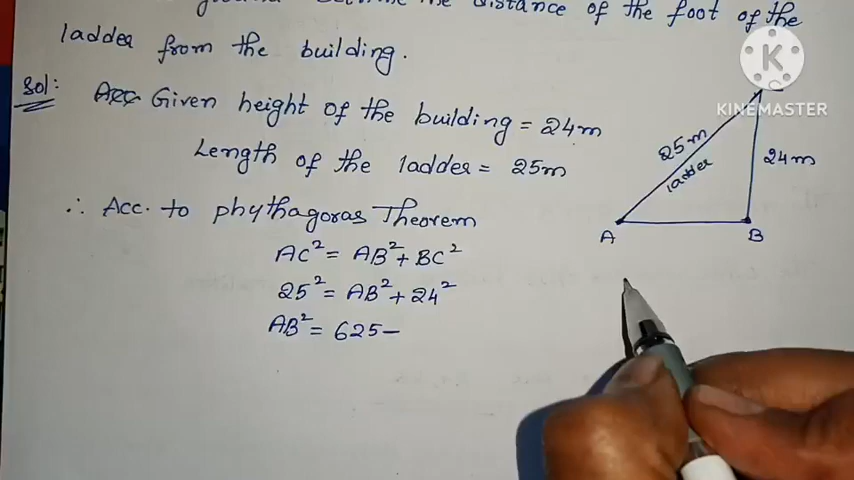 the distance of the foot of the
ladder from the building.
Sol: Given height of the building = 24m
Length of the ladder = 25m
∴ Acc. to phythagoras Theorem
AC² = AB² + BC²
25² = AB² + 24²
AB² = 625-
25m
ladder
24m
A
B
K
KINEMASTER